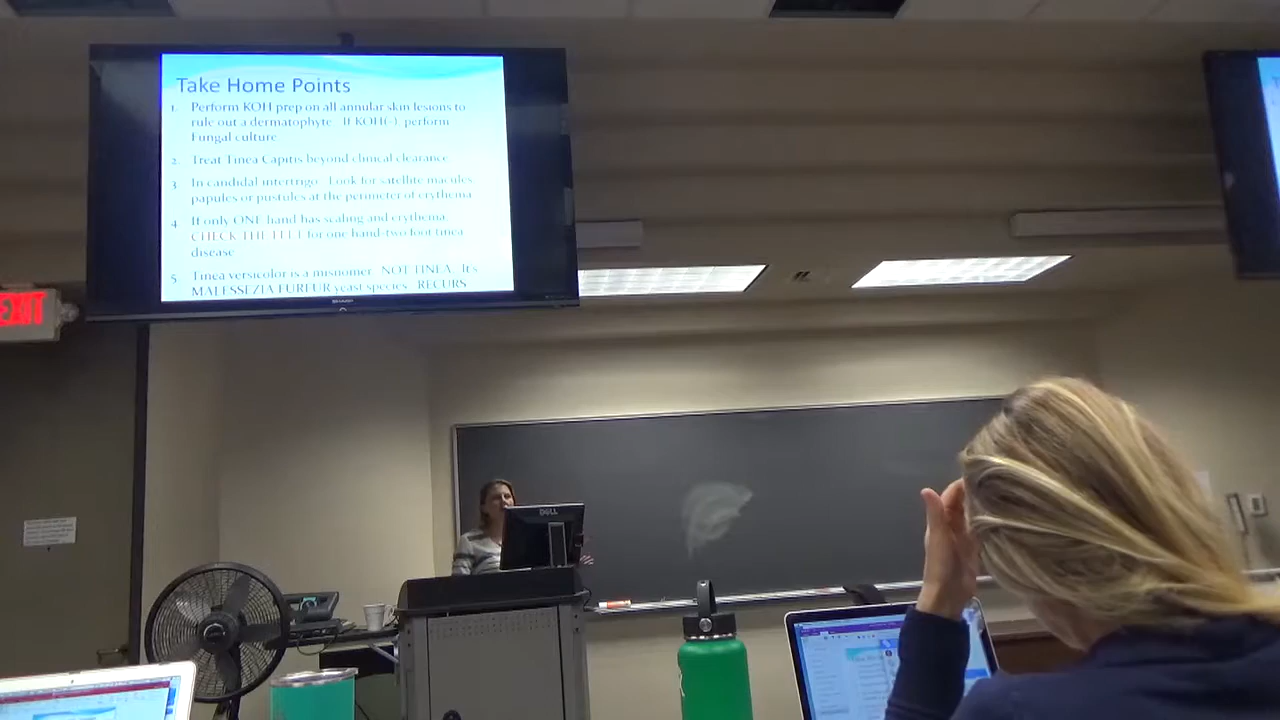 Take Home Points
1. Perform KOH prep on all annular skin lesions to
rule out a dermatophyte. If KOH(-), perform
Fungal culture
2. Treat Tinea Capitis beyond clinical clearance
3. In candidal intertrigo. Look for satellite macules
papules or pustules at the perimeter of erythema
4. If only ONE hand has scaling and erythema,
CHECK THE FEET for one hand-two foot tinea
disease
5. Tinea versicolor is a misnomer. NOT TINEA. It's
MALESSEZIA FURFUR yeast species. RECURS
SHARP
EXIT
DELL